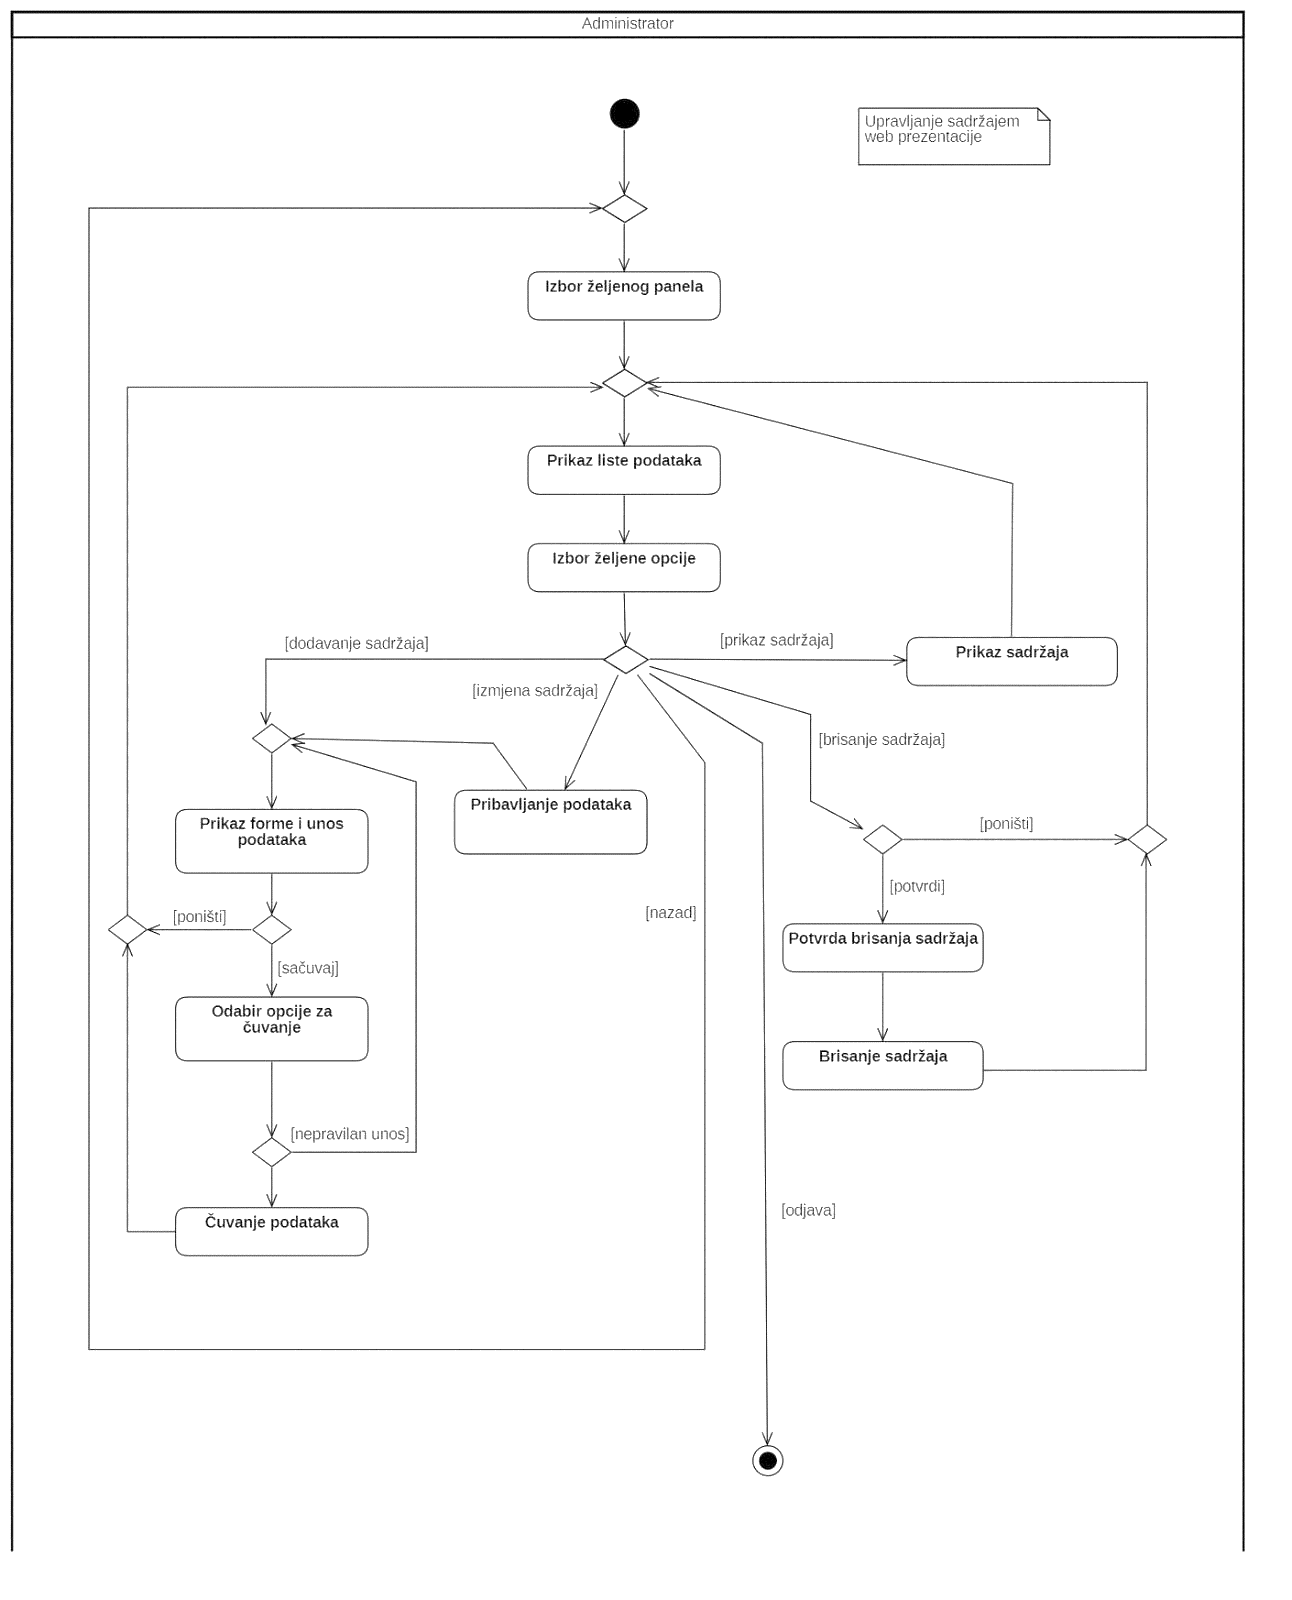 Administrator
Upravljanje sadržajem
web prezentacije
Izbor željenog panela
Prikaz liste podataka
Izbor željene opcije
[dodavanje sadržaja]
[prikaz sadržaja]
Prikaz sadržaja
[izmjena sadržaja]
[brisanje sadržaja]
Pribavljanje podataka
Prikaz forme i unos
podataka
[poništi]
[potvrdi]
[nazad]
[poništi]
Potvrda brisanja sadržaja
[sačuvaj]
Odabir opcije za
čuvanje
Brisanje sadržaja
[nepravilan unos]
[odjava]
Čuvanje podataka